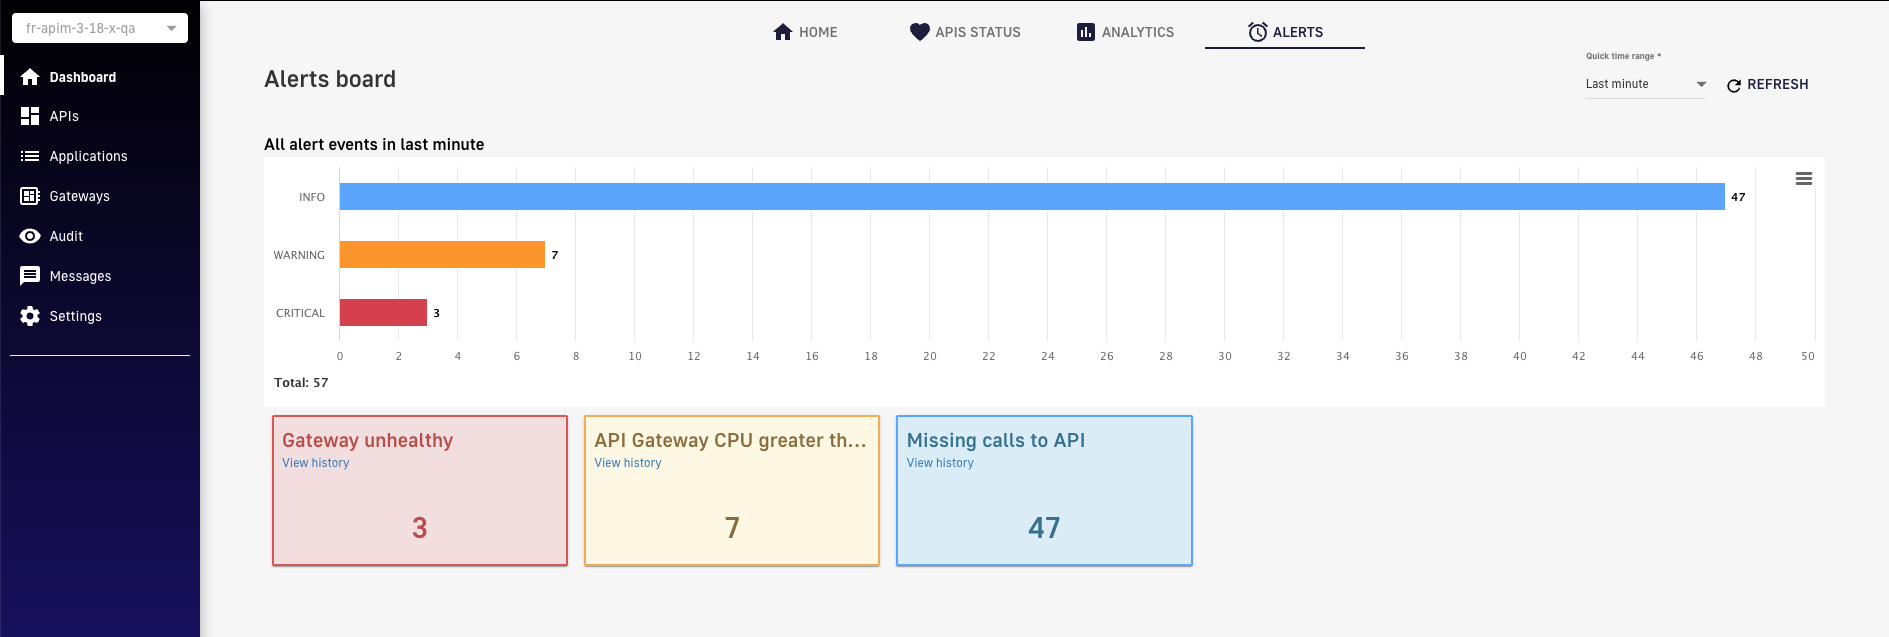 fr-apim-3-18-x-qa
Dashboard
APIs
Applications
Gateways
Audit
Messages
Settings
HOME
APIS STATUS
ANALYTICS
ALERTS
Alerts board
Quick time range *
Last minute
REFRESH
All alert events in last minute
INFO
47
WARNING
7
CRITICAL
3
0 2 4 6 8 10 12 14 16 18 20 22 24 26 28 30 32 34 36 38 40 42 44 46 48 50
Total: 57
Gateway unhealthy
View history
3
API Gateway CPU greater th...
View history
7
Missing calls to API
View history
47